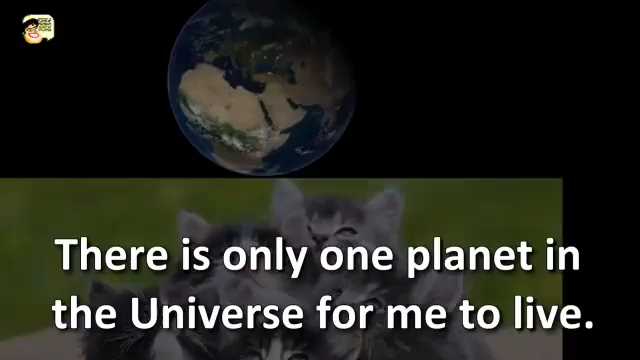 There is only one planet in
the Universe for me to live.